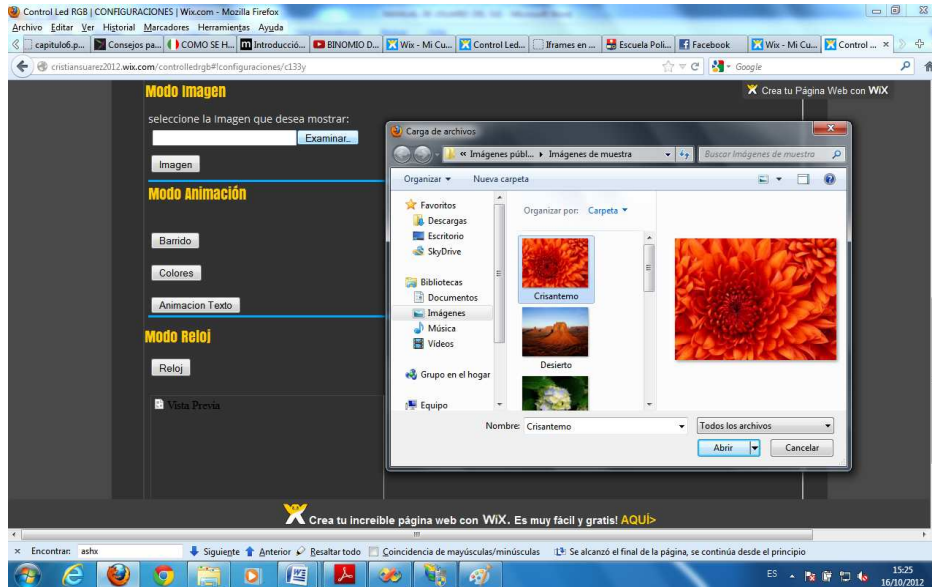 Control Led RGB | CONFIGURACIONES | Wix.com - Mozilla Firefox
Archivo Editar Ver Historial Marcadores Herramientas Ayuda
capitulo6.p... Consejos pa... COMO SE H... Introducció... BINOMIO D... Wix - Mi Cu... Control Led... Iframes en ... Escuela Poli... Facebook Wix - Mi Cu... Control ...
cristiansuarez2012.wix.com/controlledrgb#!configuraciones/c133y
Google
Modo Imagen
Crea tu Página Web con WiX
seleccione la Imagen que desea mostrar:
Examinar...
Imagen
Modo Animación
Barrido
Colores
Animacion Texto
Modo Reloj
Reloj
Vista Previa
Carga de archivos
« Imágenes públ... Imágenes de muestra
Buscar Imágenes de muestra
Organizar Nueva carpeta
Favoritos
Descargas
Escritorio
SkyDrive
Bibliotecas
Documentos
Imágenes
Música
Vídeos
Grupo en el hogar
Equipo
Organizar por: Carpeta
Crisantemo
Desierto
Nombre: Crisantemo
Todos los archivos
Abrir
Cancelar
Crea tu increíble página web con WiX. Es muy fácil y gratis! AQUÍ>
× Encontrar: ashx Siguiente Anterior Resaltar todo Coincidencia de mayúsculas/minúsculas Se alcanzó el final de la página, se continúa desde el principio
ES
15:25
16/10/2012